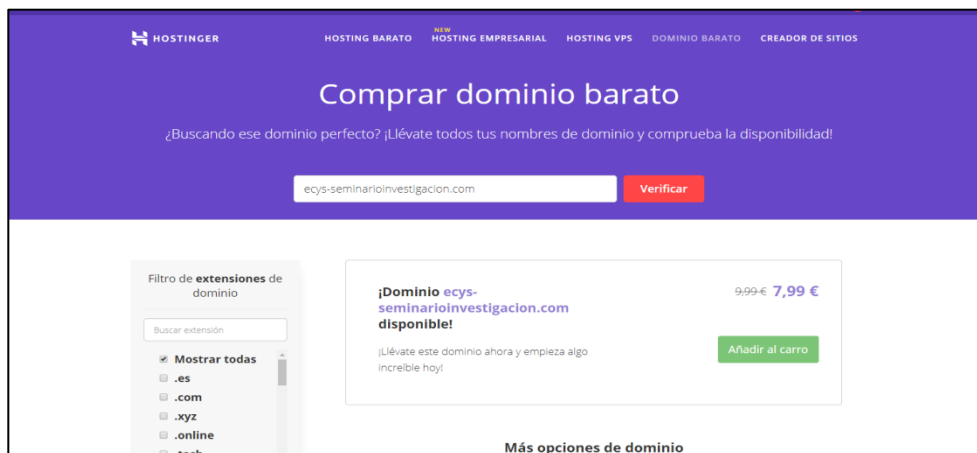 HOSTINGER
HOSTING BARATO
NEW
HOSTING EMPRESARIAL
HOSTING VPS
DOMINIO BARATO
CREADOR DE SITIOS
Comprar dominio barato
¿Buscando ese dominio perfecto? ¡Llévate todos tus nombres de dominio y comprueba la disponibilidad!
ecys-seminarioinvestigacion.com
Verificar
Filtro de extensiones de
dominio
Buscar extensión
Mostrar todas
.es
.com
.xyz
.online
.tech
¡Dominio ecys-
seminarioinvestigacion.com
disponible!
¡Llévate este dominio ahora y empieza algo
increíble hoy!
9,99 € 7,99 €
Añadir al carro
Más opciones de dominio